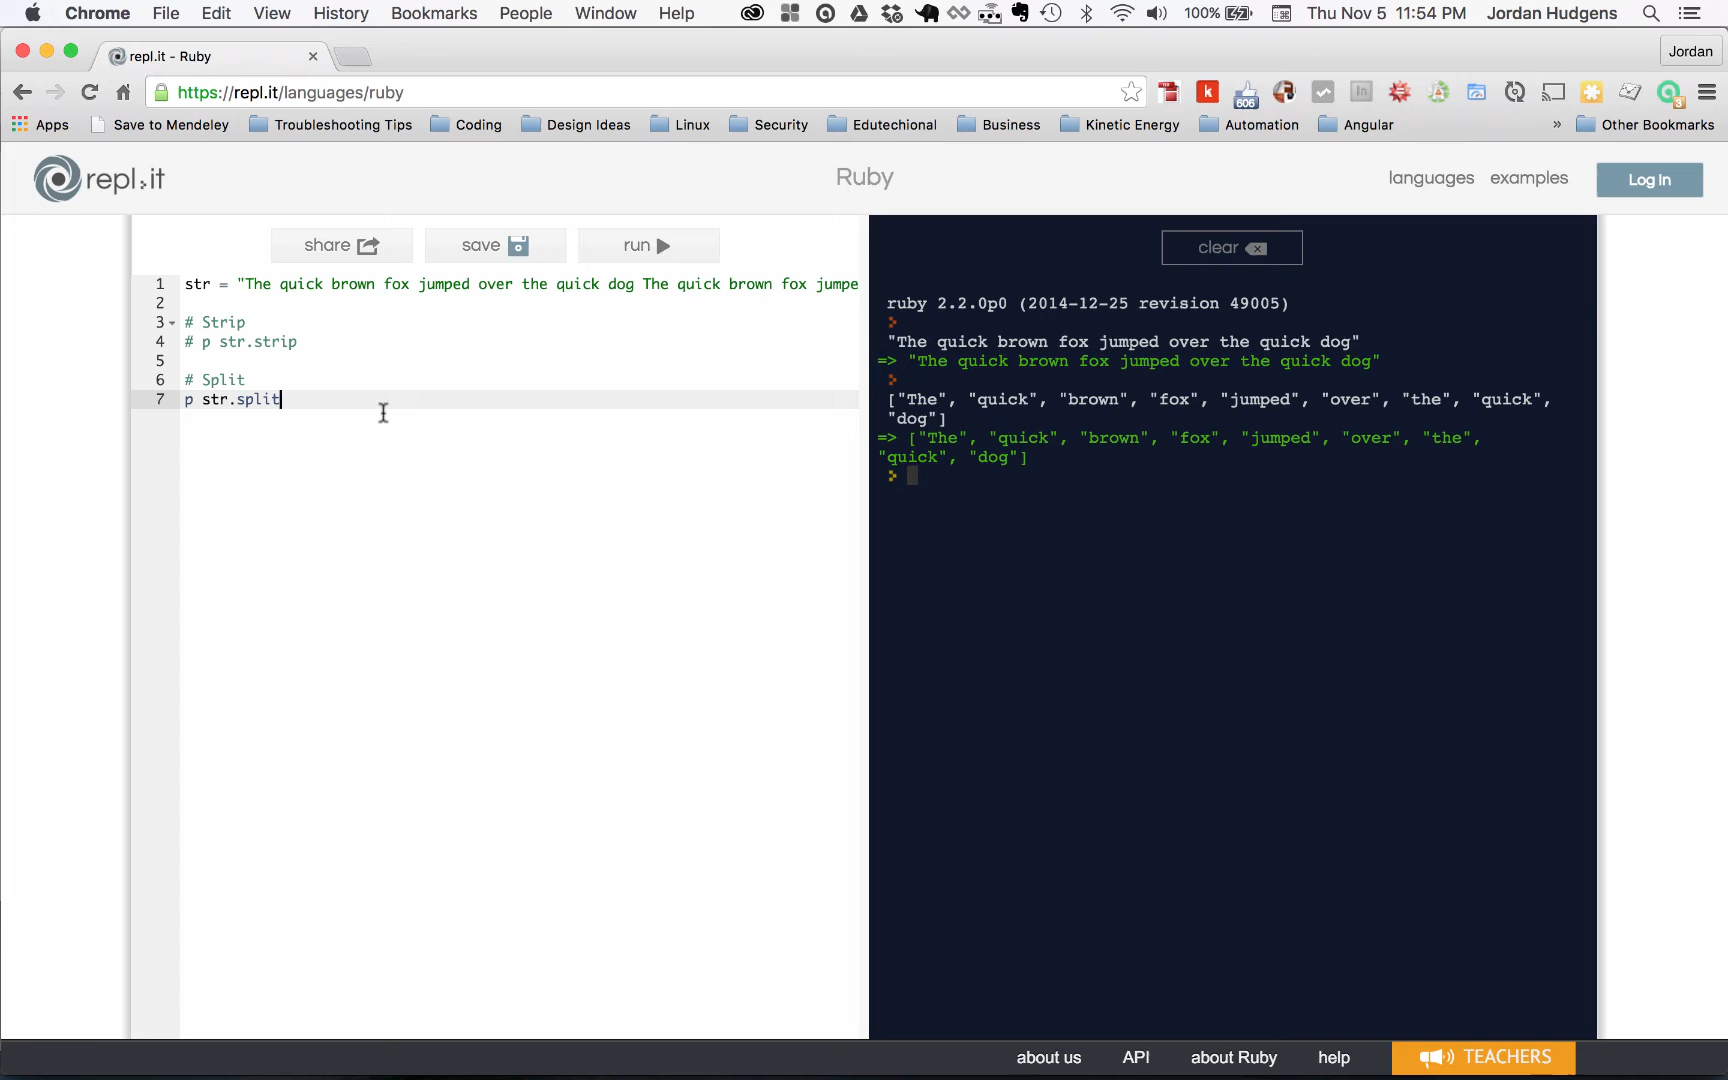 Chrome File Edit View History Bookmarks People Window Help 100% Thu Nov 5 11:54 PM Jordan Hudgens
repl.it - Ruby Jordan
https://repl.it/languages/ruby 606 3
Apps Save to Mendeley Troubleshooting Tips Coding Design Ideas Linux Security Edutechional Business Kinetic Energy Automation Angular » Other Bookmarks
repl.it Ruby languages examples Log In
share save run
clear
1 str = "The quick brown fox jumped over the quick dog The quick brown fox jumpe
2
3 # Strip
4 # p str.strip
5
6 # Split
7 p str.split
ruby 2.2.0p0 (2014-12-25 revision 49005)
"The quick brown fox jumped over the quick dog"
=> "The quick brown fox jumped over the quick dog"
["The", "quick", "brown", "fox", "jumped", "over", "the", "quick",
"dog"]
=> ["The", "quick", "brown", "fox", "jumped", "over", "the",
"quick", "dog"]
about us API about Ruby help TEACHERS